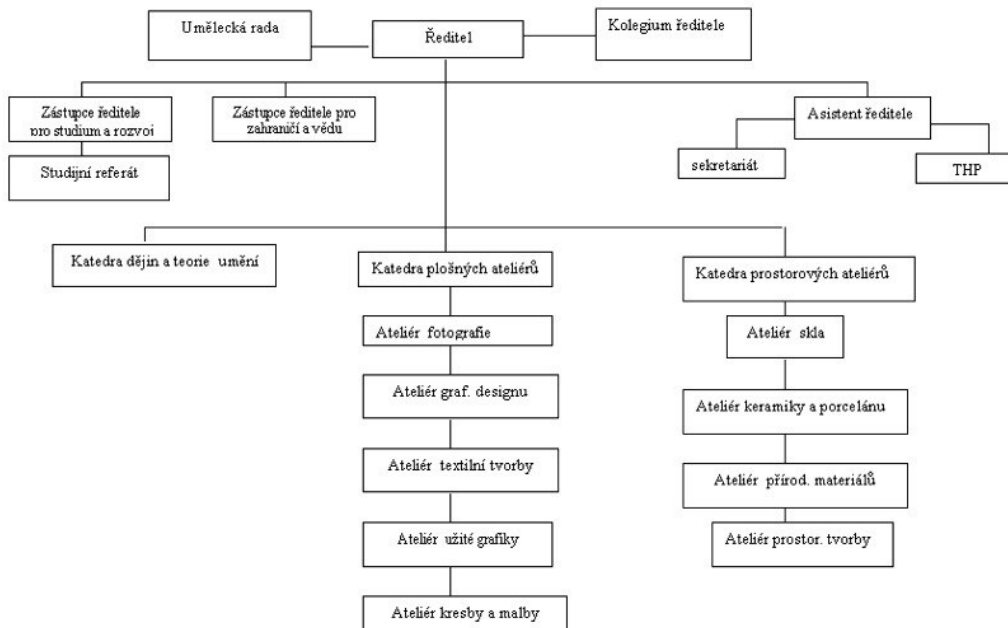 Umělecká rada
Ředitel
Kolegium ředitele
Zástupce ředitele
pro studium a rozvoj
Zástupce ředitele pro
zahraničí a vědu
Asistent ředitele
Studijní referát
sekretariát
THP
Katedra dějin a teorie umění
Katedra plošných ateliérů
Katedra prostorových ateliérů
Ateliér fotografie
Ateliér skla
Ateliér graf. designu
Ateliér keramiky a porcelánu
Ateliér textilní tvorby
Ateliér přírod. materiálů
Ateliér užité grafiky
Ateliér prostor. tvorby
Ateliér kresby a malby